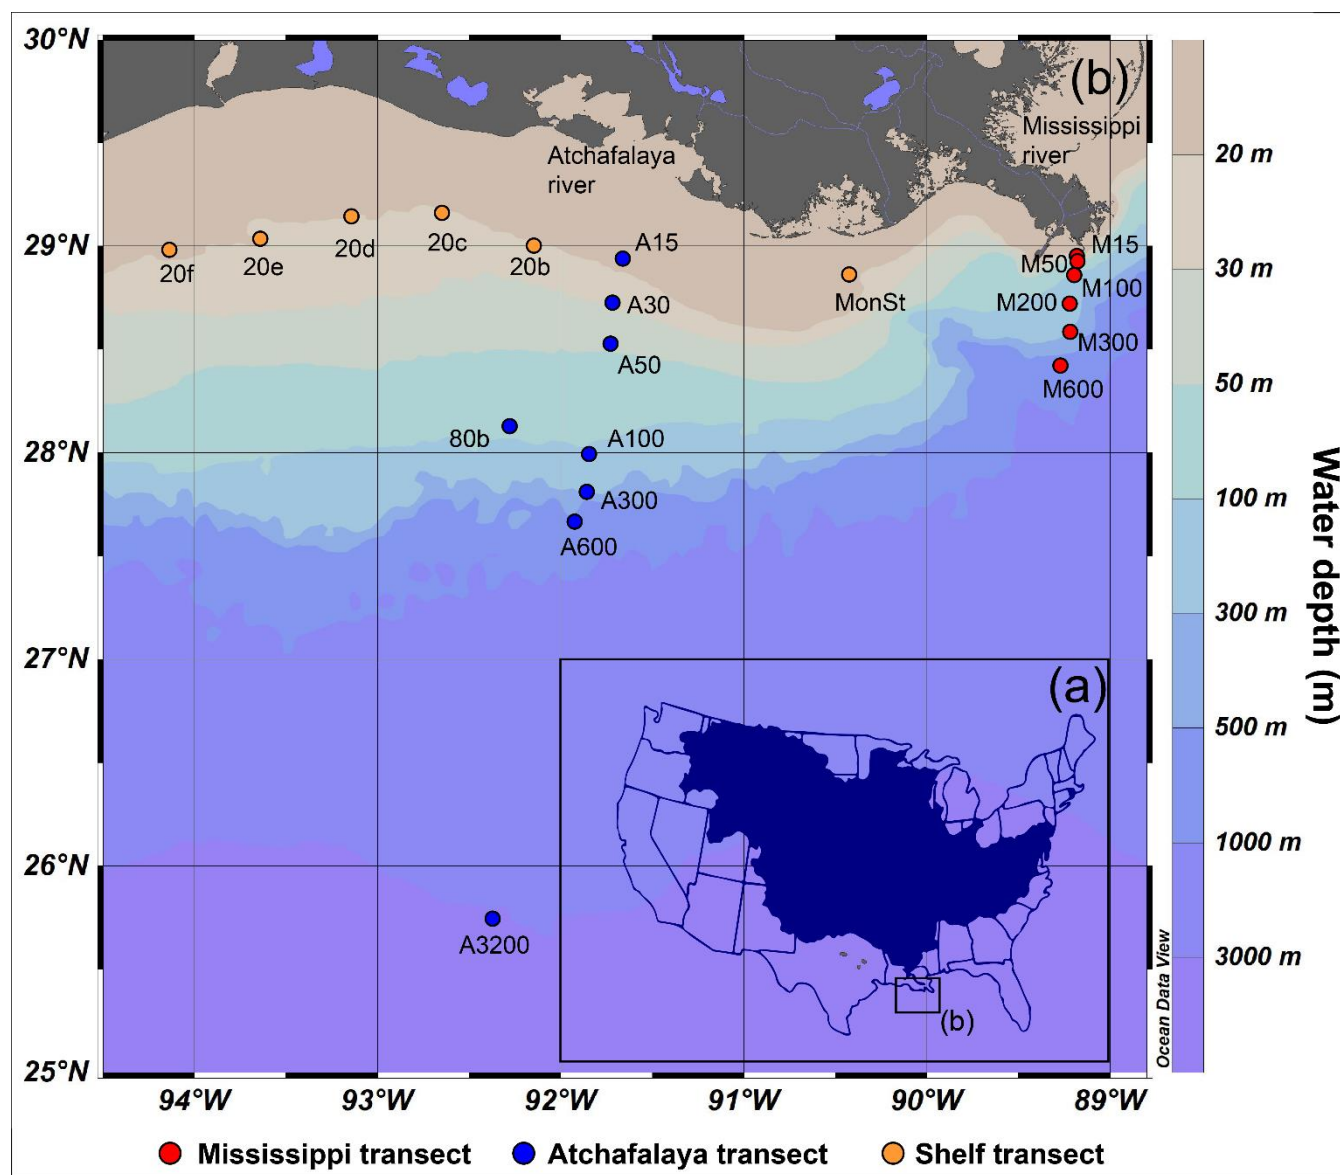 30°N
(b)
Mississippi
river
Atchafalaya
river
20 m
29°N
20f
20e
20d
20c
20b
A15
M15
M50
30 m
A30
MonSt
M100
M200
A50
M300
50 m
M600
80b
A100
28°N
A300
100 m
A600
300 m
27°N
(a)
500 m
26°N
1000 m
A3200
3000 m
(b)
25°N
Ocean Data View
Water depth (m)
94°W
93°W
92°W
91°W
90°W
89°W
Mississippi transect
Atchafalaya transect
Shelf transect